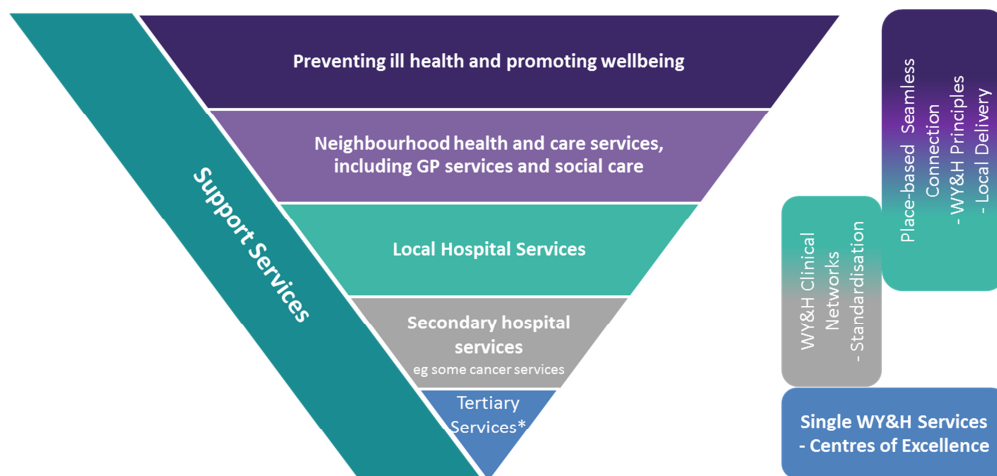 Preventing ill health and promoting wellbeing
Neighbourhood health and care services,
including GP services and social care
Local Hospital Services
Secondary hospital
services
eg some cancer services
Tertiary
Services*
Support Services
Place-based Seamless
Connection
- WY&H Principles
- Local Delivery
WY&H Clinical
Networks
- Standardisation
Single WY&H Services
- Centres of Excellence